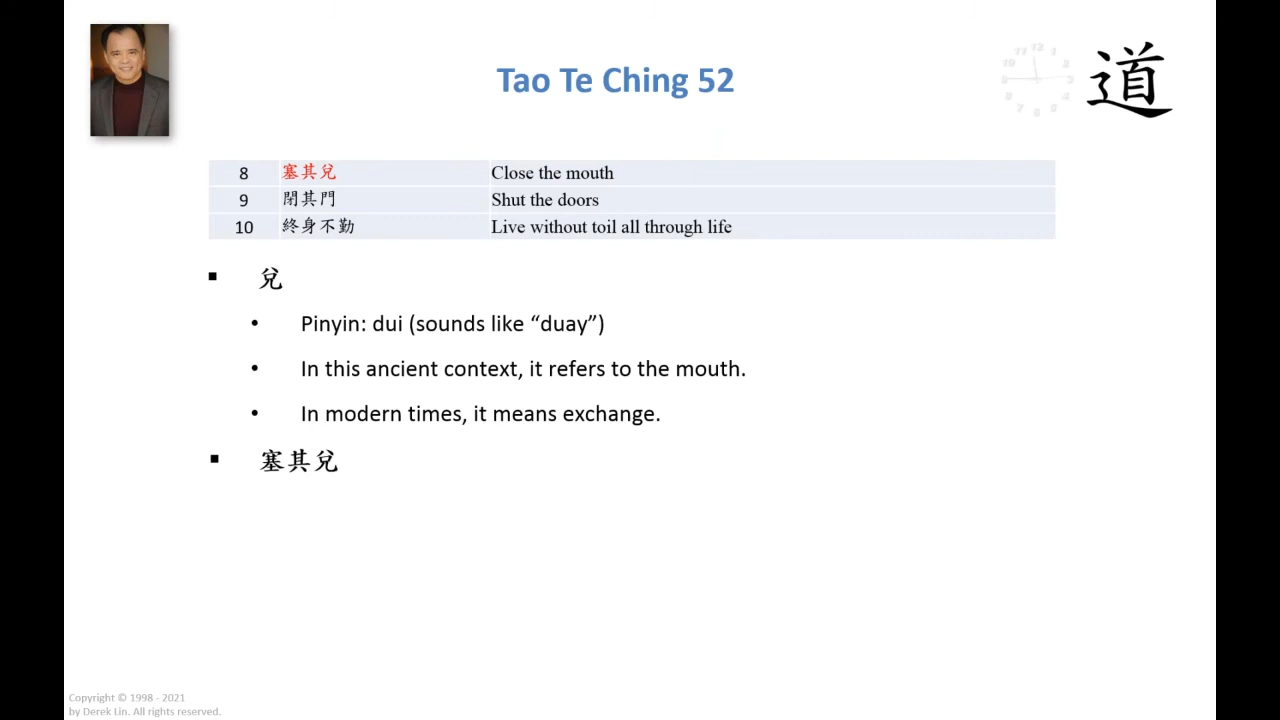 Tao Te Ching 52
道
8 塞其兌 Close the mouth
9 閉其門 Shut the doors
10 終身不勤 Live without toil all through life
▪ 兌
• Pinyin: dui (sounds like “duay”)
• In this ancient context, it refers to the mouth.
• In modern times, it means exchange.
▪ 塞其兌
Copyright © 1998 - 2021
by Derek Lin. All rights reserved.